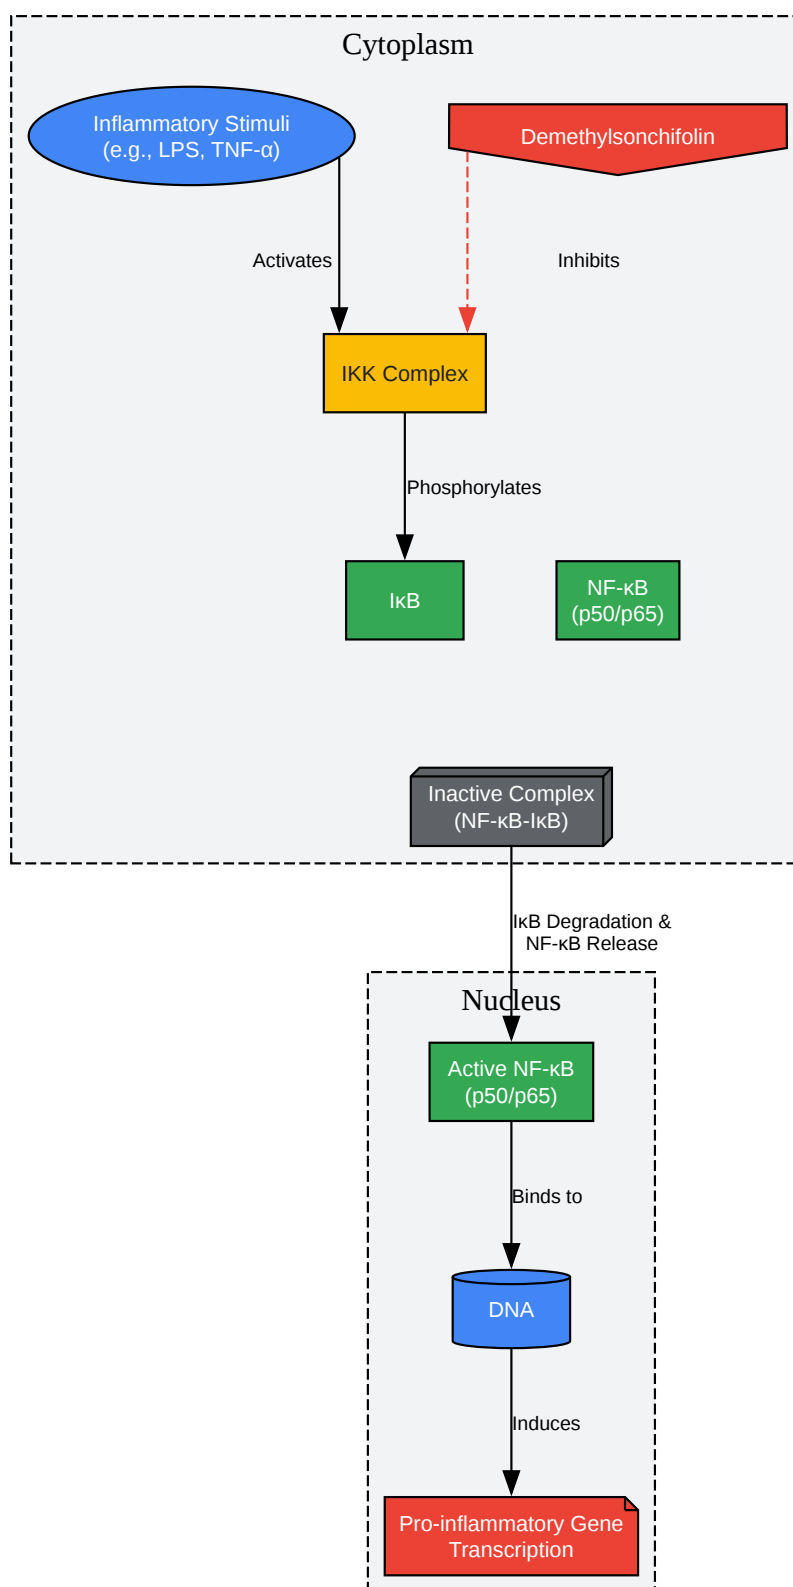 Cytoplasm
Inflammatory Stimuli
(e.g., LPS, TNF-α)
Demethylsonchifolin
Activates
Inhibits
IKK Complex
Phosphorylates
IκB
NF-κB
(p50/p65)
Inactive Complex
(NF-κB-IκB)
IκB Degradation &
NF-κB Release
Nucleus
Active NF-κB
(p50/p65)
Binds to
DNA
Induces
Pro-inflammatory Gene
Transcription